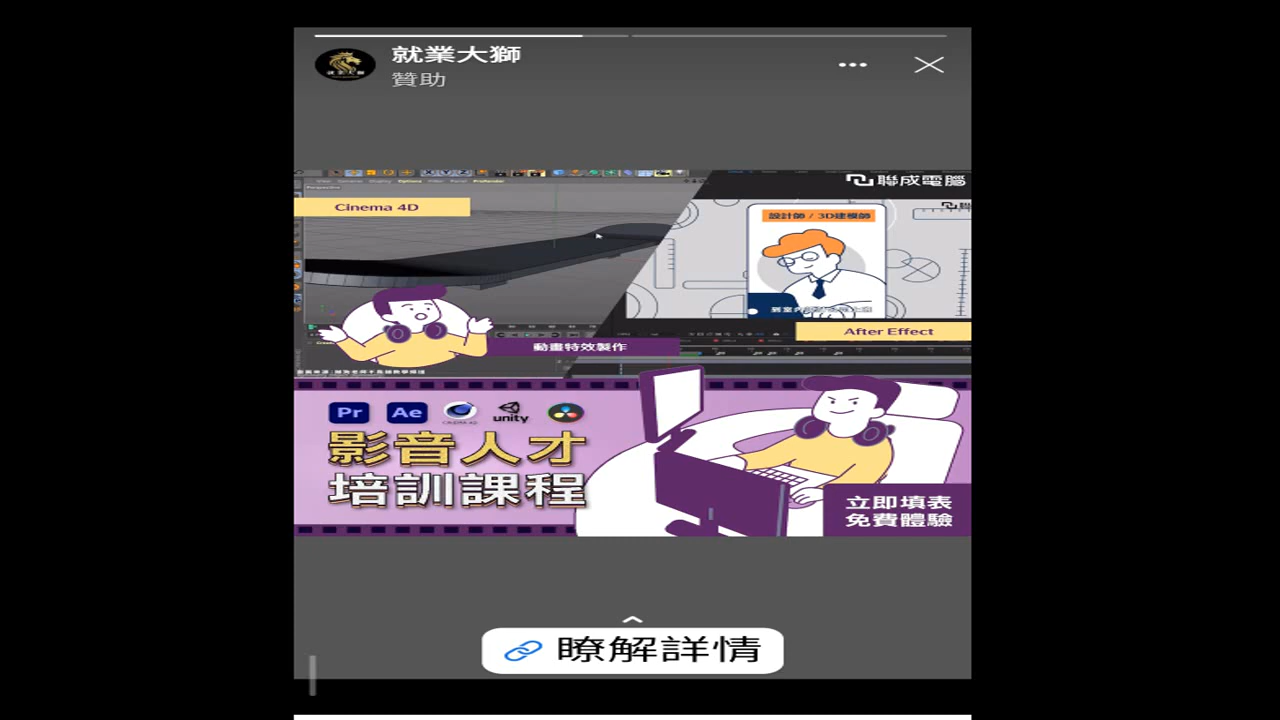 就業大獅
贊助
聯成電腦
Cinema 4D
設計師 / 3D建模師
After Effect
動畫特效製作
Pr
Ae
CINEMA 4D
unity
影音人才
培訓課程
立即填表
免費體驗
瞭解詳情